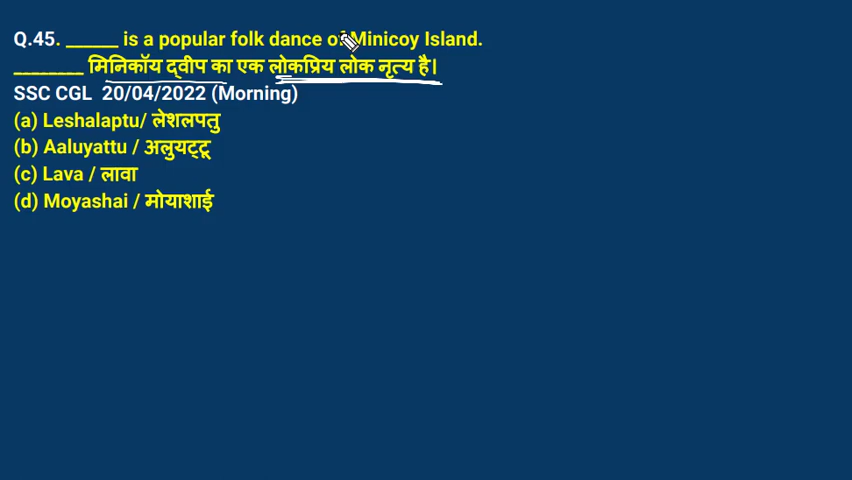 Q.45. ______ is a popular folk dance of Minicoy Island.
________ मिनिकॉय द्वीप का एक लोकप्रिय लोक नृत्य है।
SSC CGL 20/04/2022 (Morning)
(a) Leshalaptu/ लेशलपतु
(b) Aaluyattu / अलुयट्टू
(c) Lava / लावा
(d) Moyashai / मोयाशाई